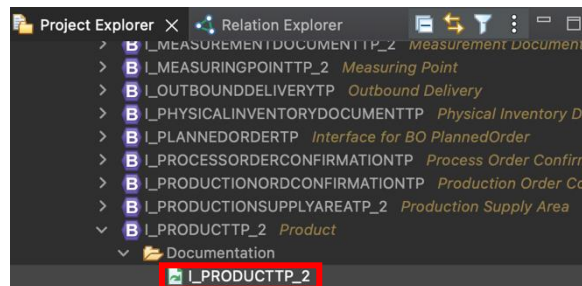 Project Explorer Relation Explorer
I_MEASUREMENTDOCUMENTTP_2 Measurement Document
B I_MEASURINGPOINTTP_2 Measuring Point
B I_OUTBOUNDDELIVERYTP Outbound Delivery
B I_PHYSICALINVENTORYDOCUMENTTP Physical Inventory D
B I_PLANNEDORDERTP Interface for BO PlannedOrder
B I_PROCESSORDERCONFIRMATIONTP Process Order Confirm
B I_PRODUCTIONORDCONFIRMATIONTP Production Order Co
B I_PRODUCTIONSUPPLYAREATP_2 Production Supply Area
B I_PRODUCTTP_2 Product
Documentation
I_PRODUCTTP_2